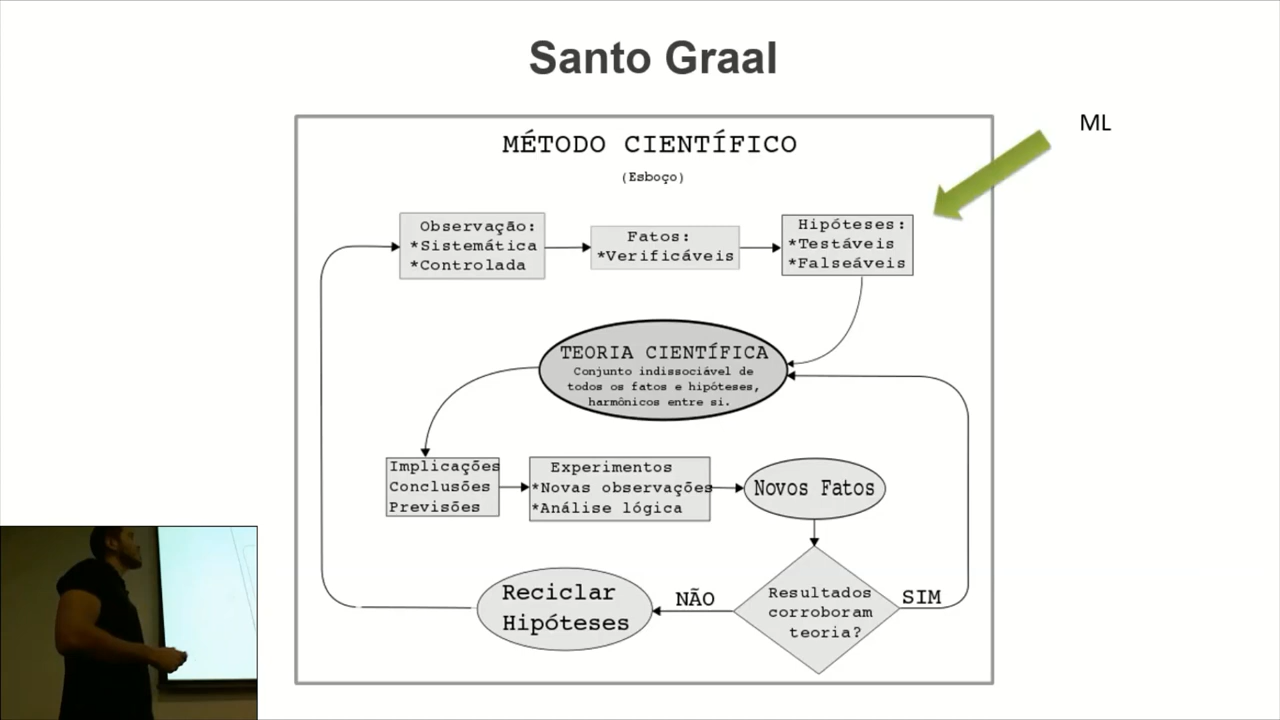 Santo Graal
ML
MÉTODO CIENTÍFICO
(Esboço)
Observação:
*Sistemática
*Controlada
Fatos:
*Verificáveis
Hipóteses:
*Testáveis
*Falseáveis
TEORIA CIENTÍFICA
Conjunto indissociável de
todos os fatos e hipóteses,
harmônicos entre si.
Implicações
Conclusões
Previsões
Experimentos
*Novas observações
*Análise lógica
Novos Fatos
Resultados
corroboram
teoria?
SIM
NÃO
Reciclar
Hipóteses